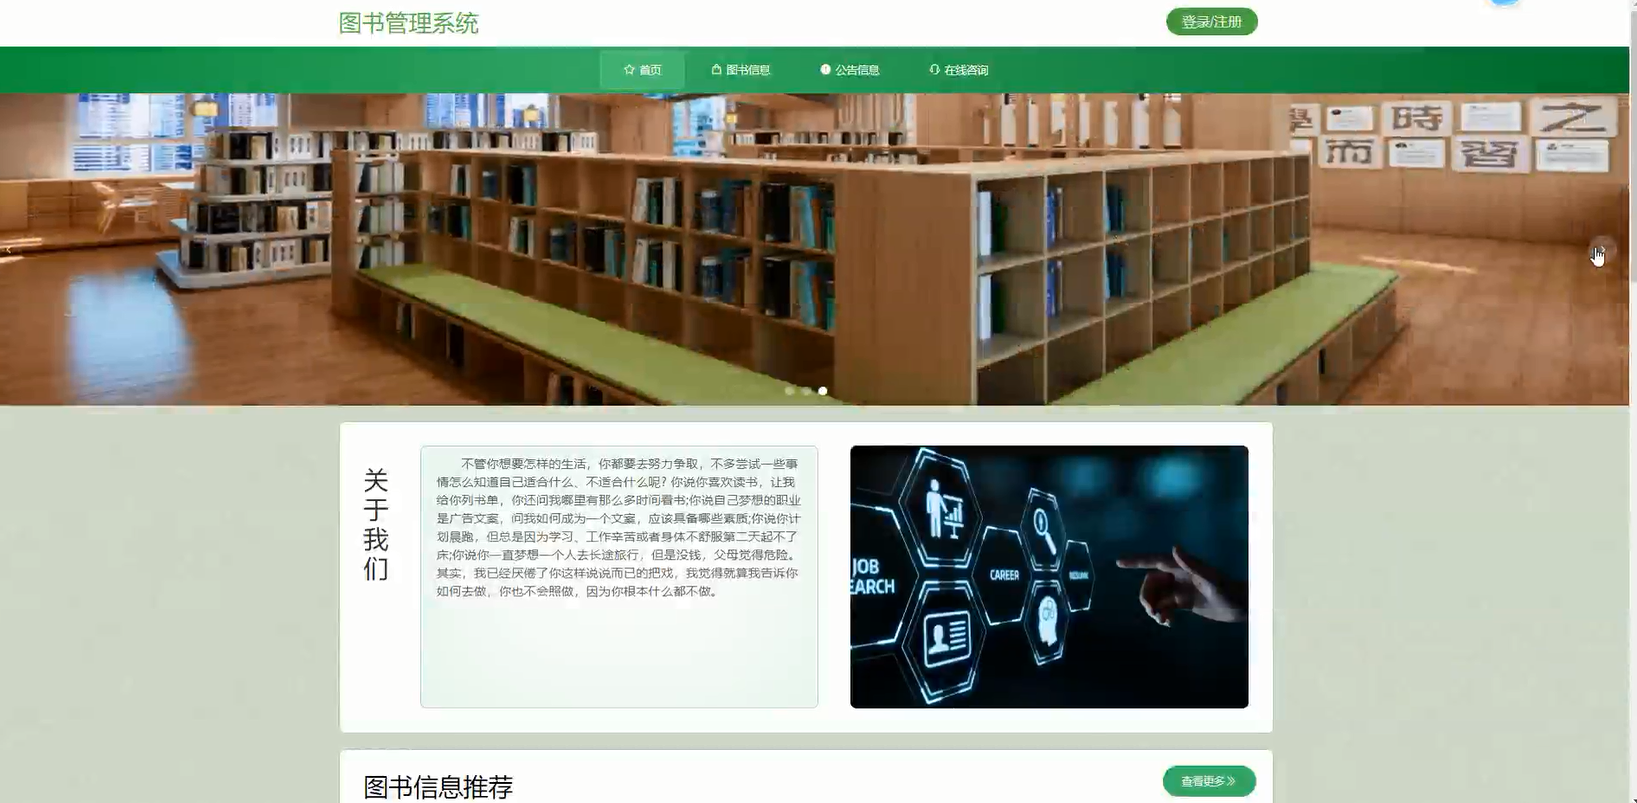 图书管理系统
登录/注册
首页 图书信息 公告信息 在线咨询
學 時 之
而 習
关于我们
不管你想要怎样的生活，你都要去努力争取，不多尝试一些事
情怎么知道自己适合什么、不适合什么呢? 你说你喜欢读书，让我
给你列书单，你还问我哪里有那么多时间看书;你说自己梦想的职业
是广告文案，问我如何成为一个文案，应该具备哪些素质;你说你计
划晨跑，但总是因为学习、工作辛苦或者身体不舒服第二天起不了
床;你说你一直梦想一个人去长途旅行，但是没钱，父母觉得危险。
其实，我已经厌倦了你这样说说而已的把戏，我觉得就算我告诉你
如何去做，你也不会照做，因为你根本什么都不做。
JOB
EARCH
CAREER
图书信息推荐
查看更多